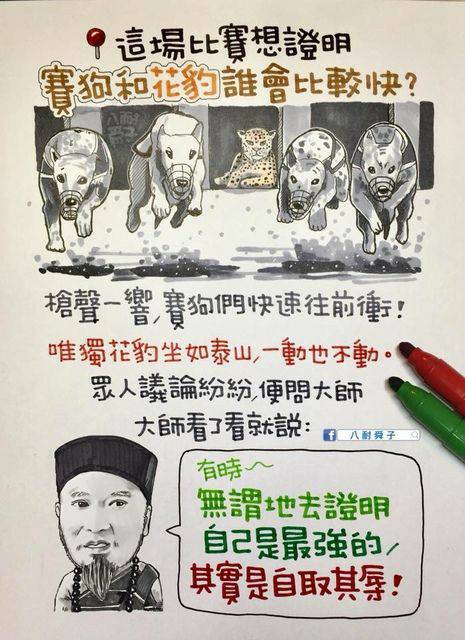 這場比賽想證明
賽狗和花豹誰會比較快?
八耐
舜子
槍聲一響,賽狗們快速往前衝!
唯獨花豹坐如泰山,一動也不動。
眾人議論紛紛,便問大師
大師看了看就說:
f 八耐舜子
有時~
無謂地去證明
自己是最強的,
其實是自取其辱!